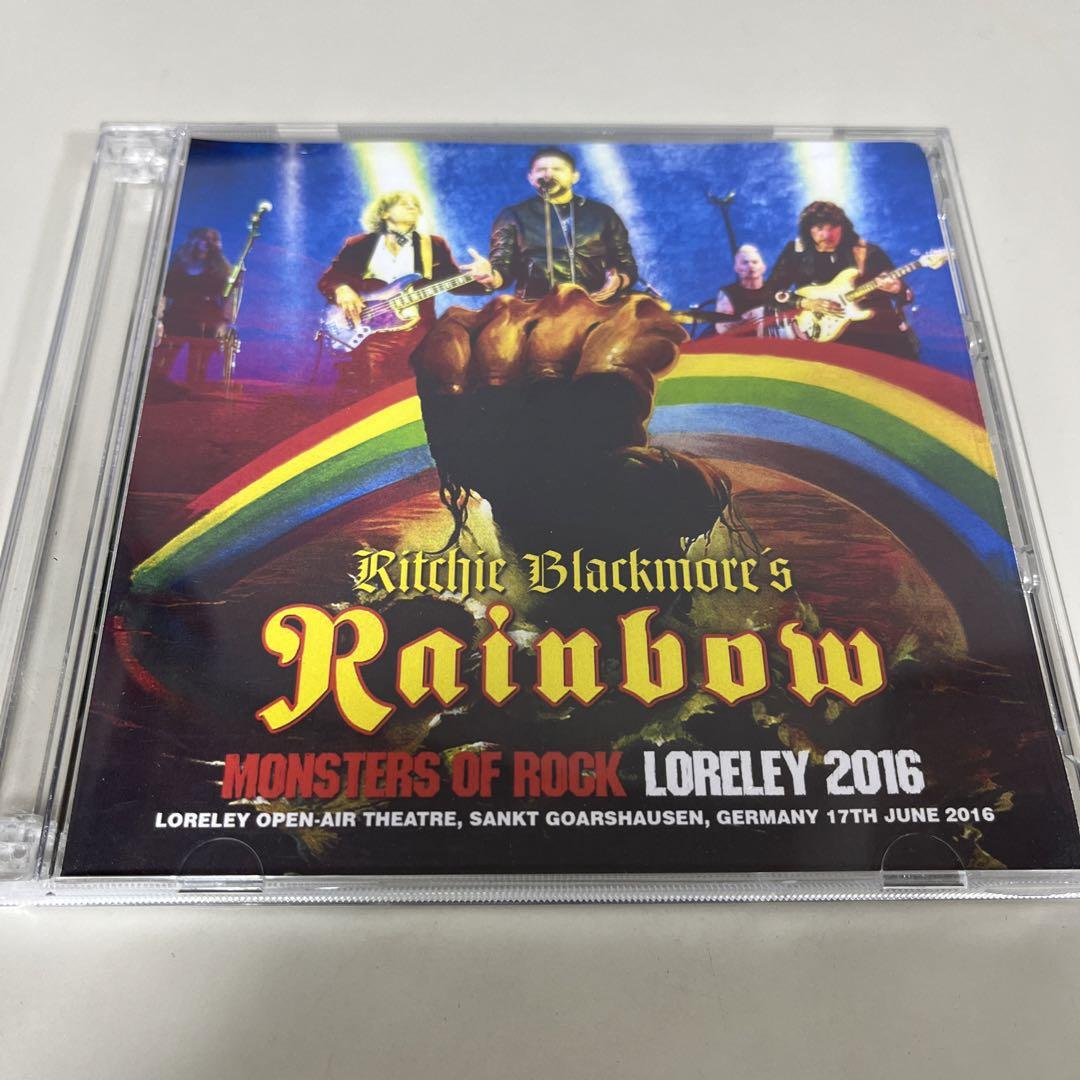 Ritchie Blackmore´s
Rainbow
MONSTERS OF ROCK LORELEY 2016
LORELEY OPEN-AIR THEATRE, SANKT GOARSHAUSEN, GERMANY 17TH JUNE 2016